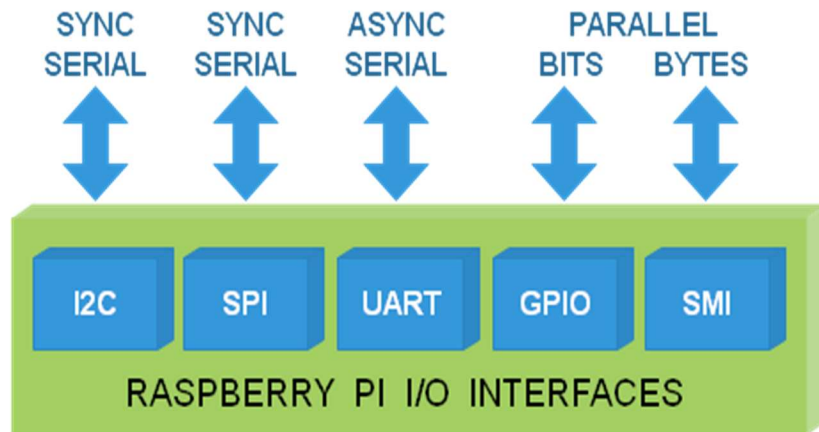 SYNC SYNC ASYNC PARALLEL
SERIAL SERIAL SERIAL BITS BYTES
I2C SPI UART GPIO SMI
RASPBERRY PI I/O INTERFACES